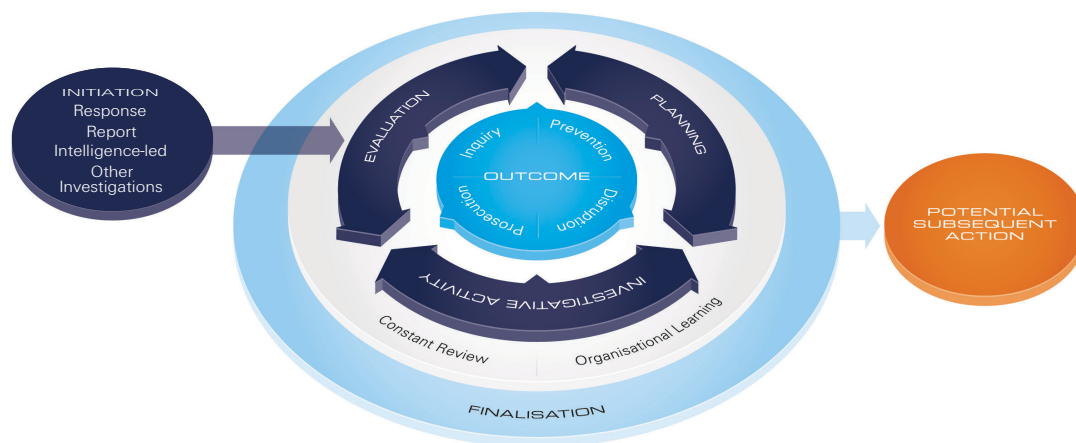 INITIATION
Response
Report
Intelligence-led
Other
Investigations
EVALUATION
PLANNING
INVESTIGATIVE ACTIVITY
Inquiry
Prevention
OUTCOME
Prosecution
Disruption
Constant Review
Organisational Learning
FINALISATION
POTENTIAL
SUBSEQUENT
ACTION